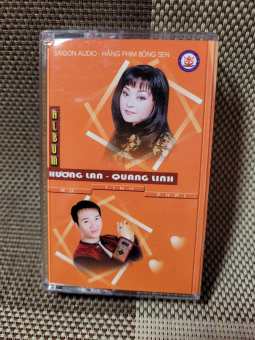 SAIGON AUDIO - HÃNG PHIM BÔNG SEN
ALBUM
HƯƠNG LAN - QUANG LINH